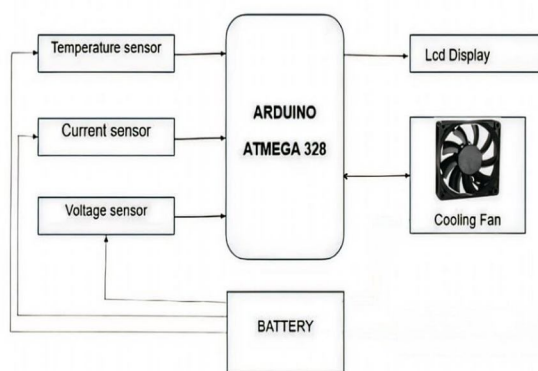 Temperature sensor
Current sensor
Voltage sensor
ARDUINO
ATMEGA 328
Lcd Display
Cooling Fan
BATTERY